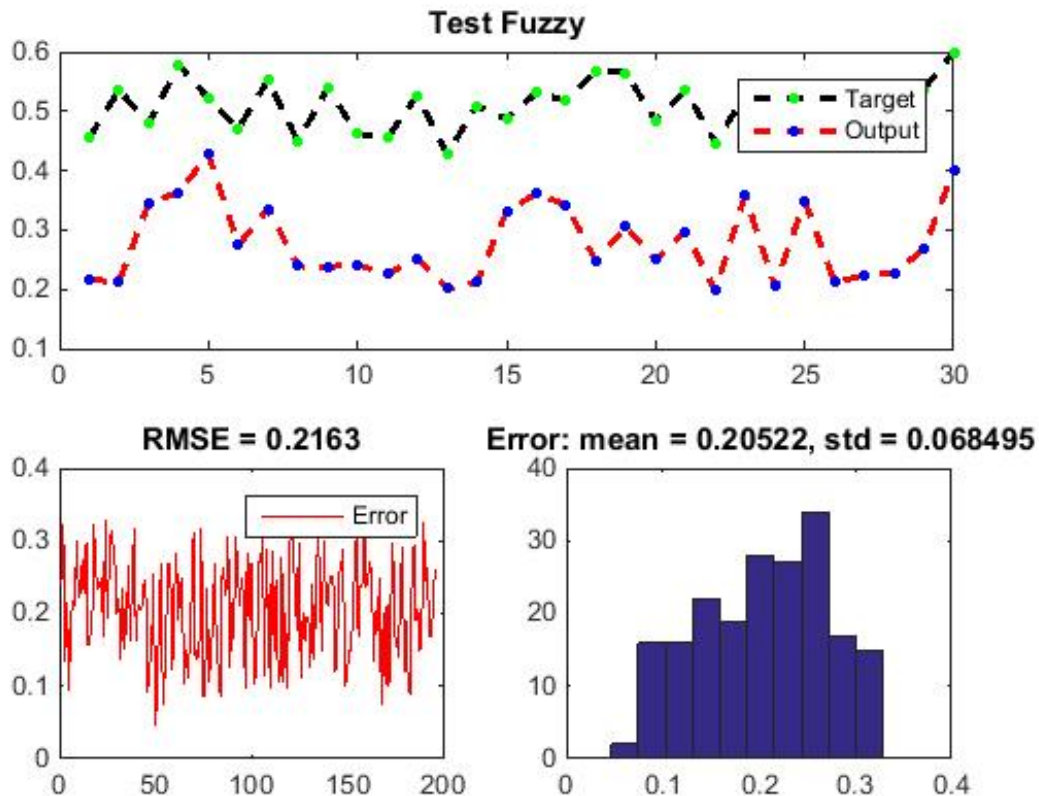 Test Fuzzy
0.6
0.5
0.4
0.3
0.2
0.1
Target
Output
0 5 10 15 20 25 30
RMSE = 0.2163
0.4
0.3
0.2
0.1
0
Error
0 50 100 150 200
Error: mean = 0.20522, std = 0.068495
40
30
20
10
0
0 0.1 0.2 0.3 0.4